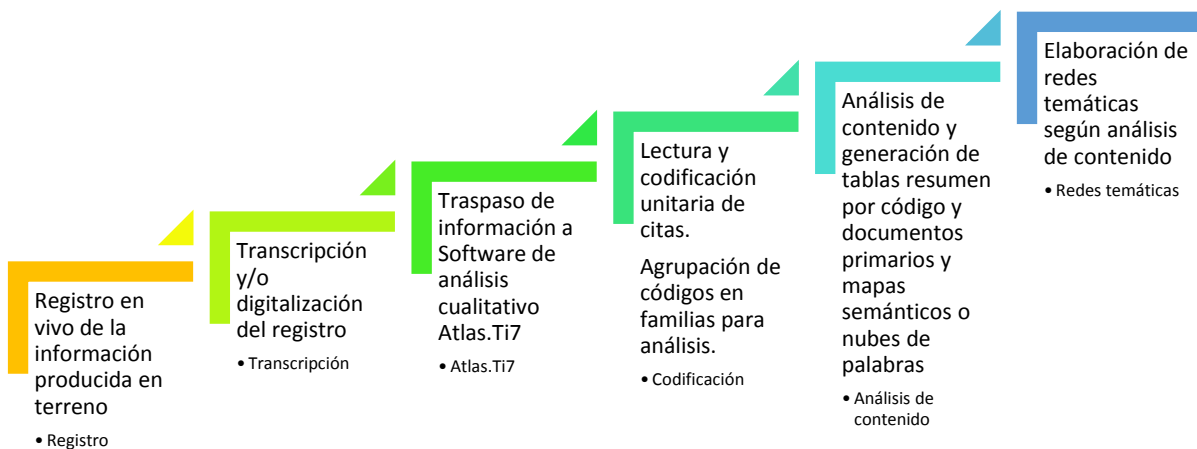 Registro en
vivo de la
información
producida en
terreno
• Registro
Transcripción
y/o
digitalización
del registro
• Transcripción
Traspaso de
información a
Software de
análisis
cualitativo
Atlas.Ti7
• Atlas.Ti7
Lectura y
codificación
unitaria de
citas.
Agrupación de
códigos en
familias para
análisis.
• Codificación
Análisis de
contenido y
generación de
tablas resumen
por código y
documentos
primarios y
mapas
semánticos o
nubes de
palabras
• Análisis de
contenido
Elaboración de
redes
temáticas
según análisis
de contenido
• Redes temáticas